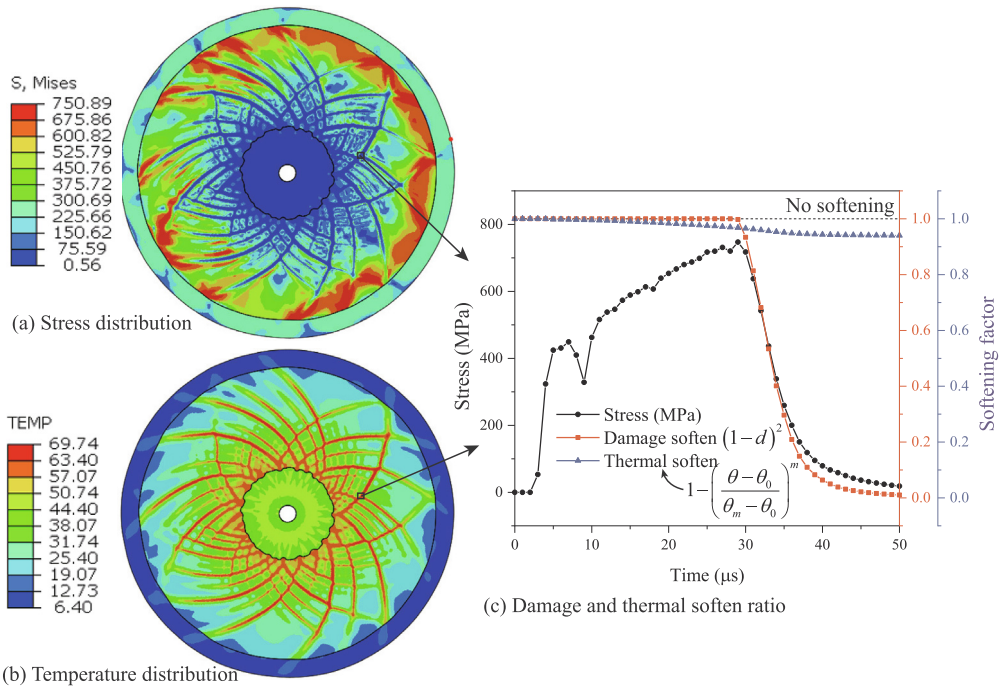 S, Mises
750.89
675.86
600.82
525.79
450.76
375.72
300.69
225.66
150.62
75.59
0.56
(a) Stress distribution
TEMP
69.74
63.40
57.07
50.74
44.40
38.07
31.74
25.40
19.07
12.73
6.40
(b) Temperature distribution
Stress (MPa)
800
600
400
200
0
No softening
1.0 1.0
0.8 0.8
0.6 0.6
0.4 0.4
0.2 0.2
0.0 0.0
Softening factor
Stress (MPa)
Damage soften (1−d)²
Thermal soften
1−((θ−θ₀)/(θₘ−θ₀))ᵐ
0 10 20 30 40 50
Time (μs)
(c) Damage and thermal soften ratio